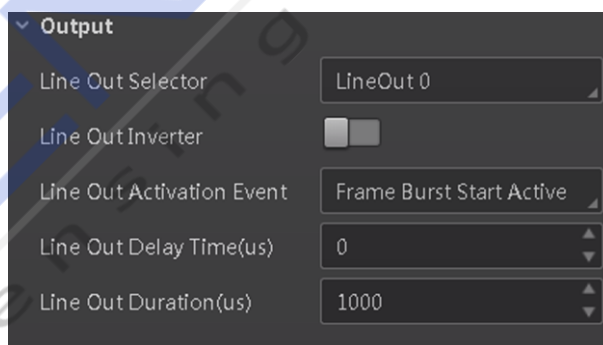 Output
Line Out Selector
LineOut 0
Line Out Inverter
Line Out Activation Event
Frame Burst Start Active
Line Out Delay Time(us)
0
Line Out Duration(us)
1000